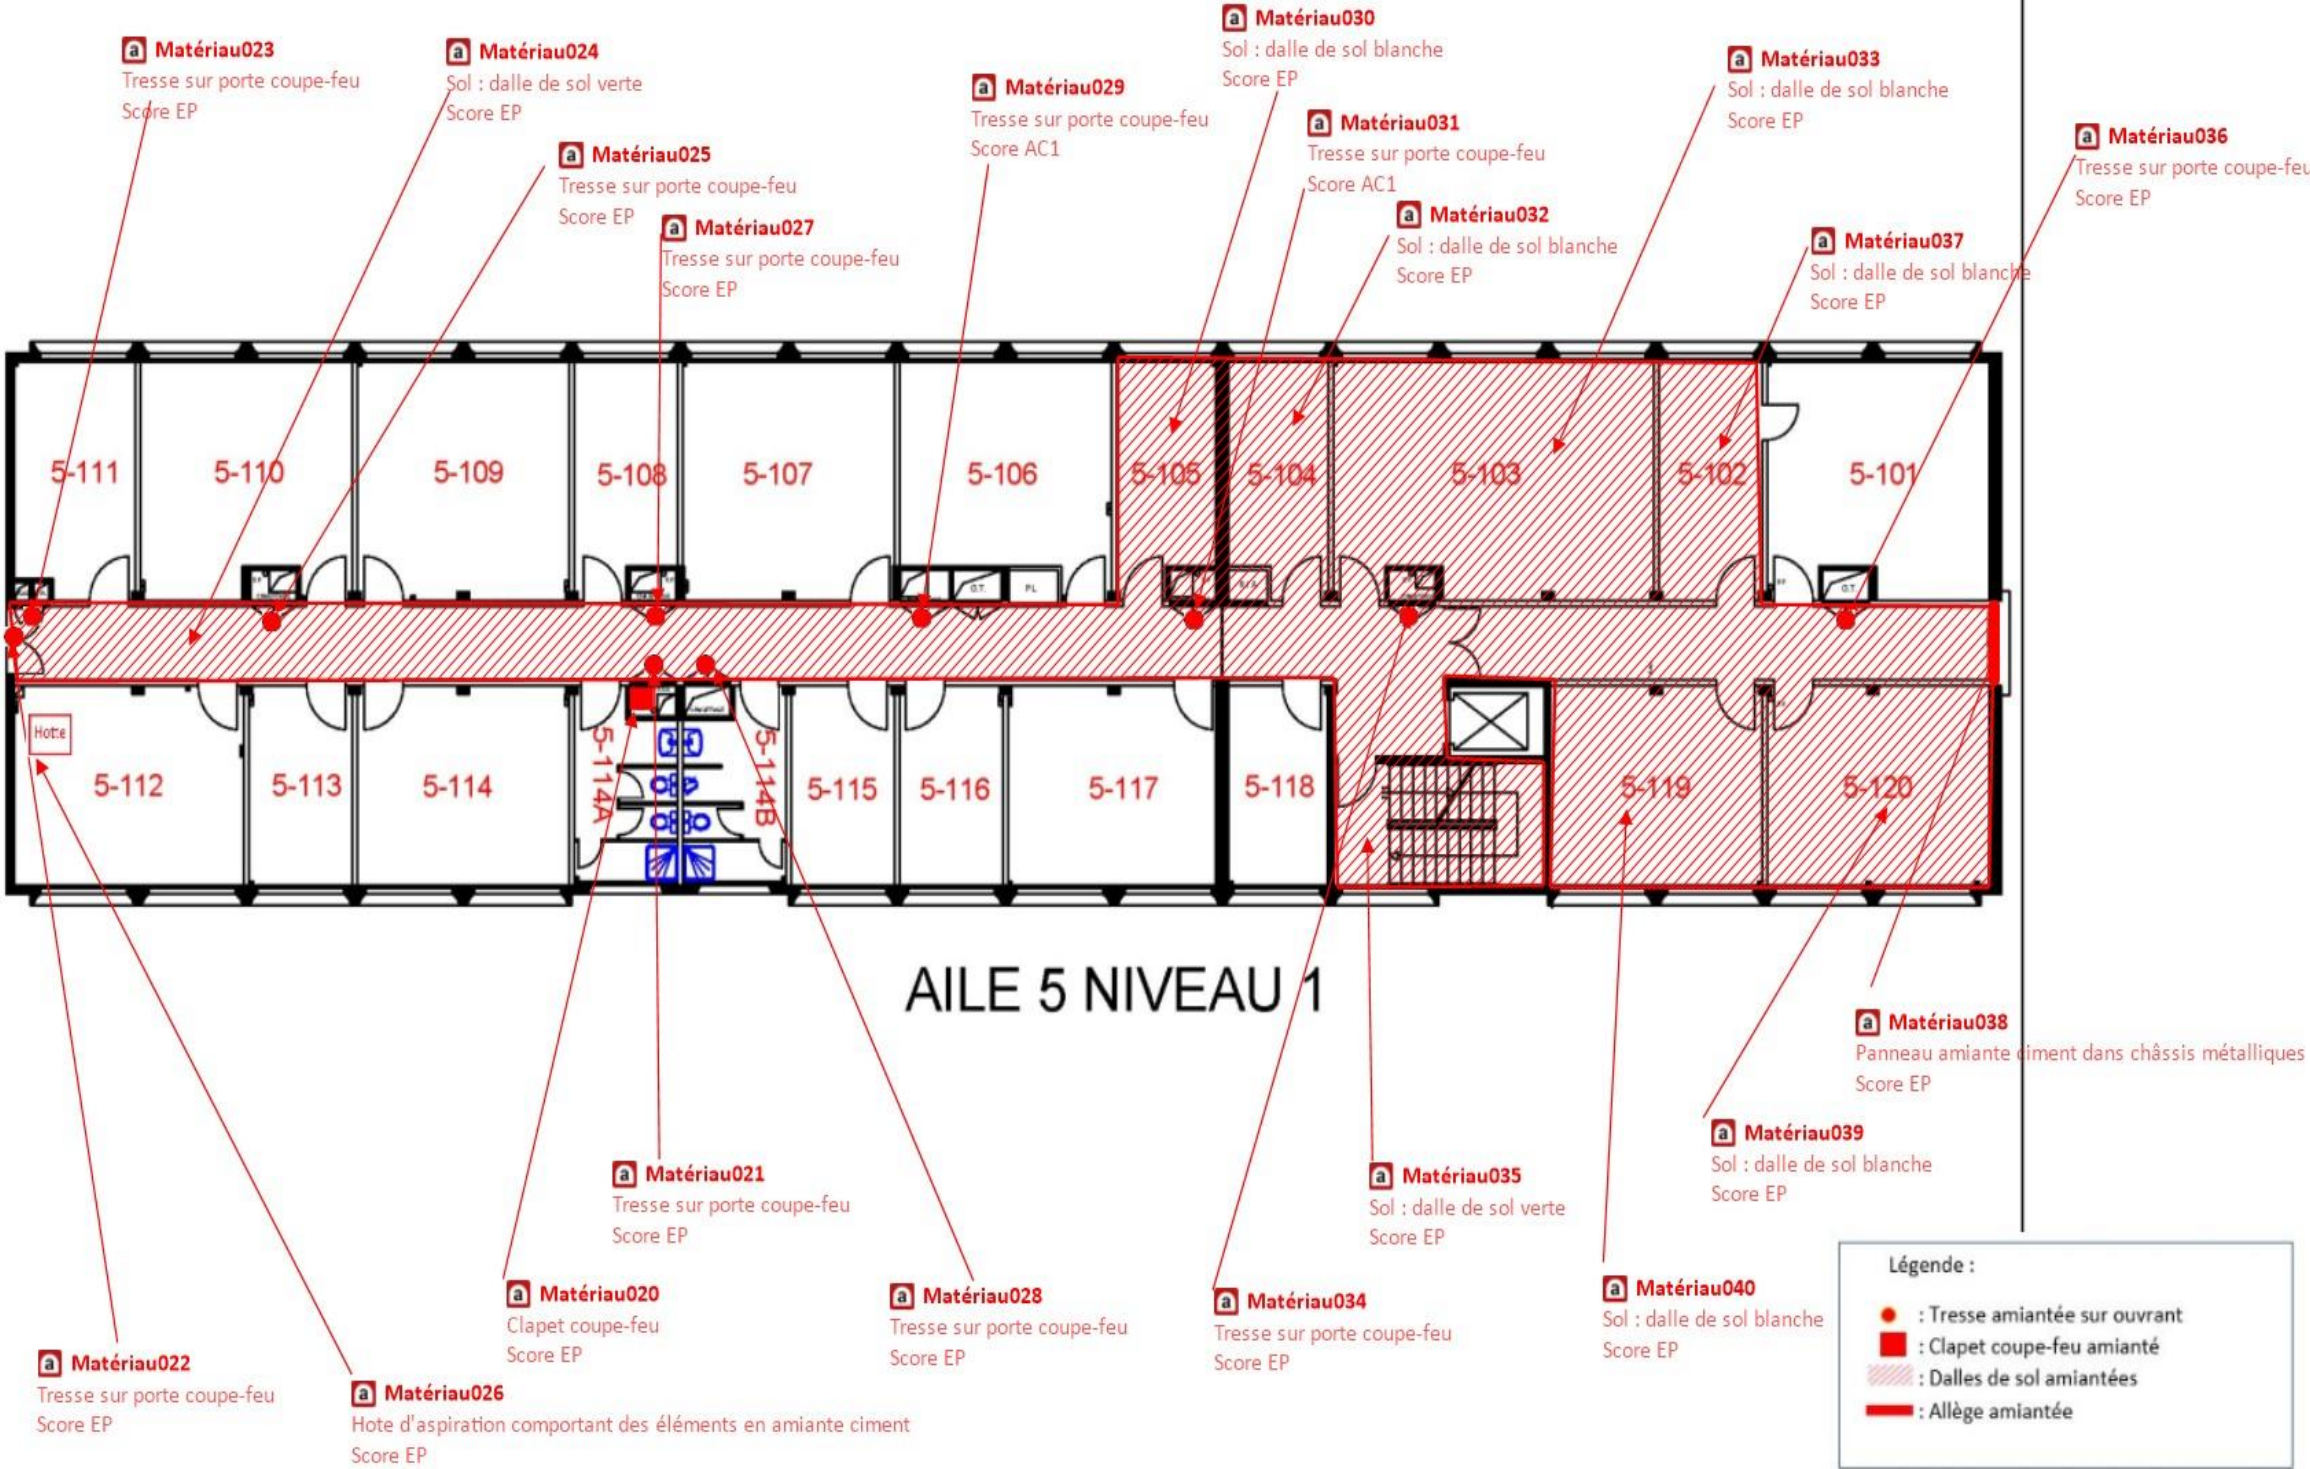 Matériau030
Sol : dalle de sol blanche
Score EP
Matériau023
Tresse sur porte coupe-feu
Score EP
Matériau024
Sol : dalle de sol verte
Score EP
Matériau029
Tresse sur porte coupe-feu
Score AC1
Matériau033
Sol : dalle de sol blanche
Score EP
Matériau031
Tresse sur porte coupe-feu
Score AC1
Matériau036
Tresse sur porte coupe-feu
Score EP
Matériau025
Tresse sur porte coupe-feu
Score EP
Matériau027
Tresse sur porte coupe-feu
Score EP
Matériau032
Sol : dalle de sol blanche
Score EP
Matériau037
Sol : dalle de sol blanche
Score EP
5-111
5-110
5-109
5-108
5-107
5-106
5-105
5-104
5-103
5-102
5-101
G.T.
PL
G.T.
Hotte
5-112
5-113
5-114
5-114A
5-114B
5-115
5-116
5-117
5-118
5-119
5-120
AILE 5 NIVEAU 1
Matériau038
Panneau amiante ciment dans châssis métalliques
Score EP
Matériau039
Sol : dalle de sol blanche
Score EP
Matériau021
Tresse sur porte coupe-feu
Score EP
Matériau035
Sol : dalle de sol verte
Score EP
Matériau020
Clapet coupe-feu
Score EP
Matériau028
Tresse sur porte coupe-feu
Score EP
Matériau034
Tresse sur porte coupe-feu
Score EP
Matériau040
Sol : dalle de sol blanche
Score EP
Matériau022
Tresse sur porte coupe-feu
Score EP
Matériau026
Hote d'aspiration comportant des éléments en amiante ciment
Score EP
Légende :
: Tresse amiantée sur ouvrant
: Clapet coupe-feu amianté
: Dalles de sol amiantées
: Allège amiantée